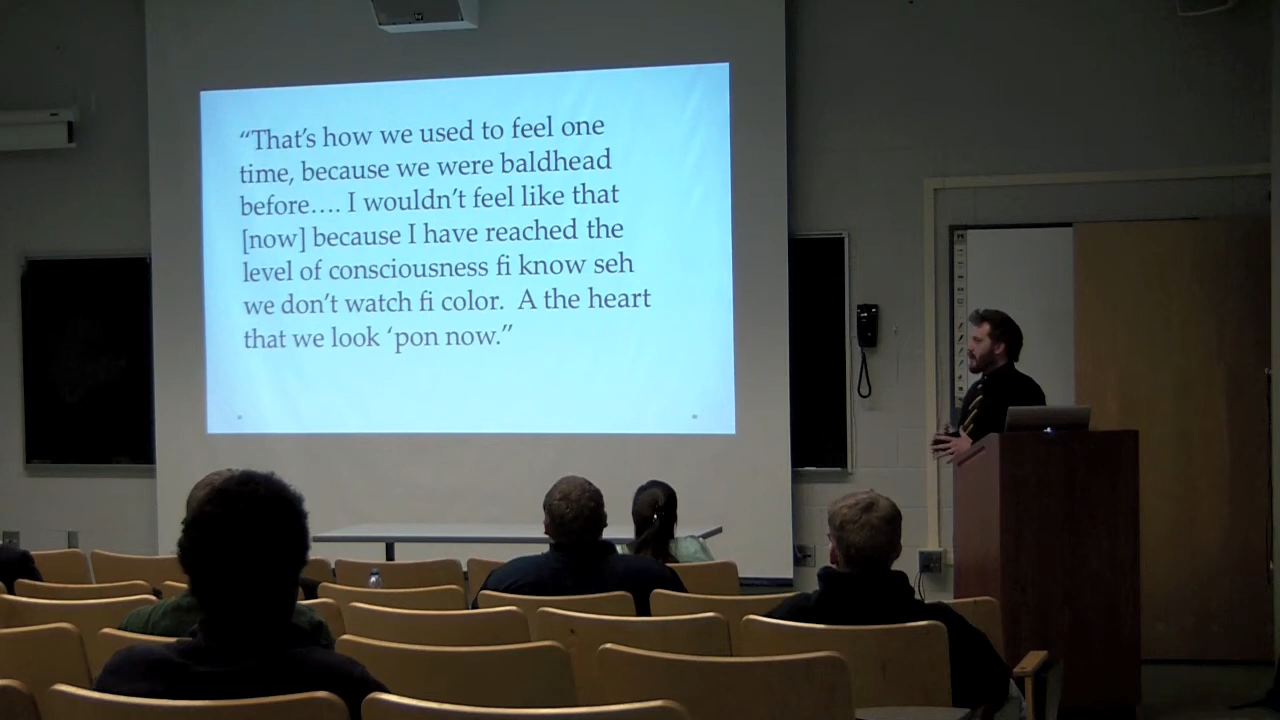 “That’s how we used to feel one
time, because we were baldhead
before…. I wouldn’t feel like that
[now] because I have reached the
level of consciousness fi know seh
we don’t watch fi color.  A the heart
that we look ‘pon now.”